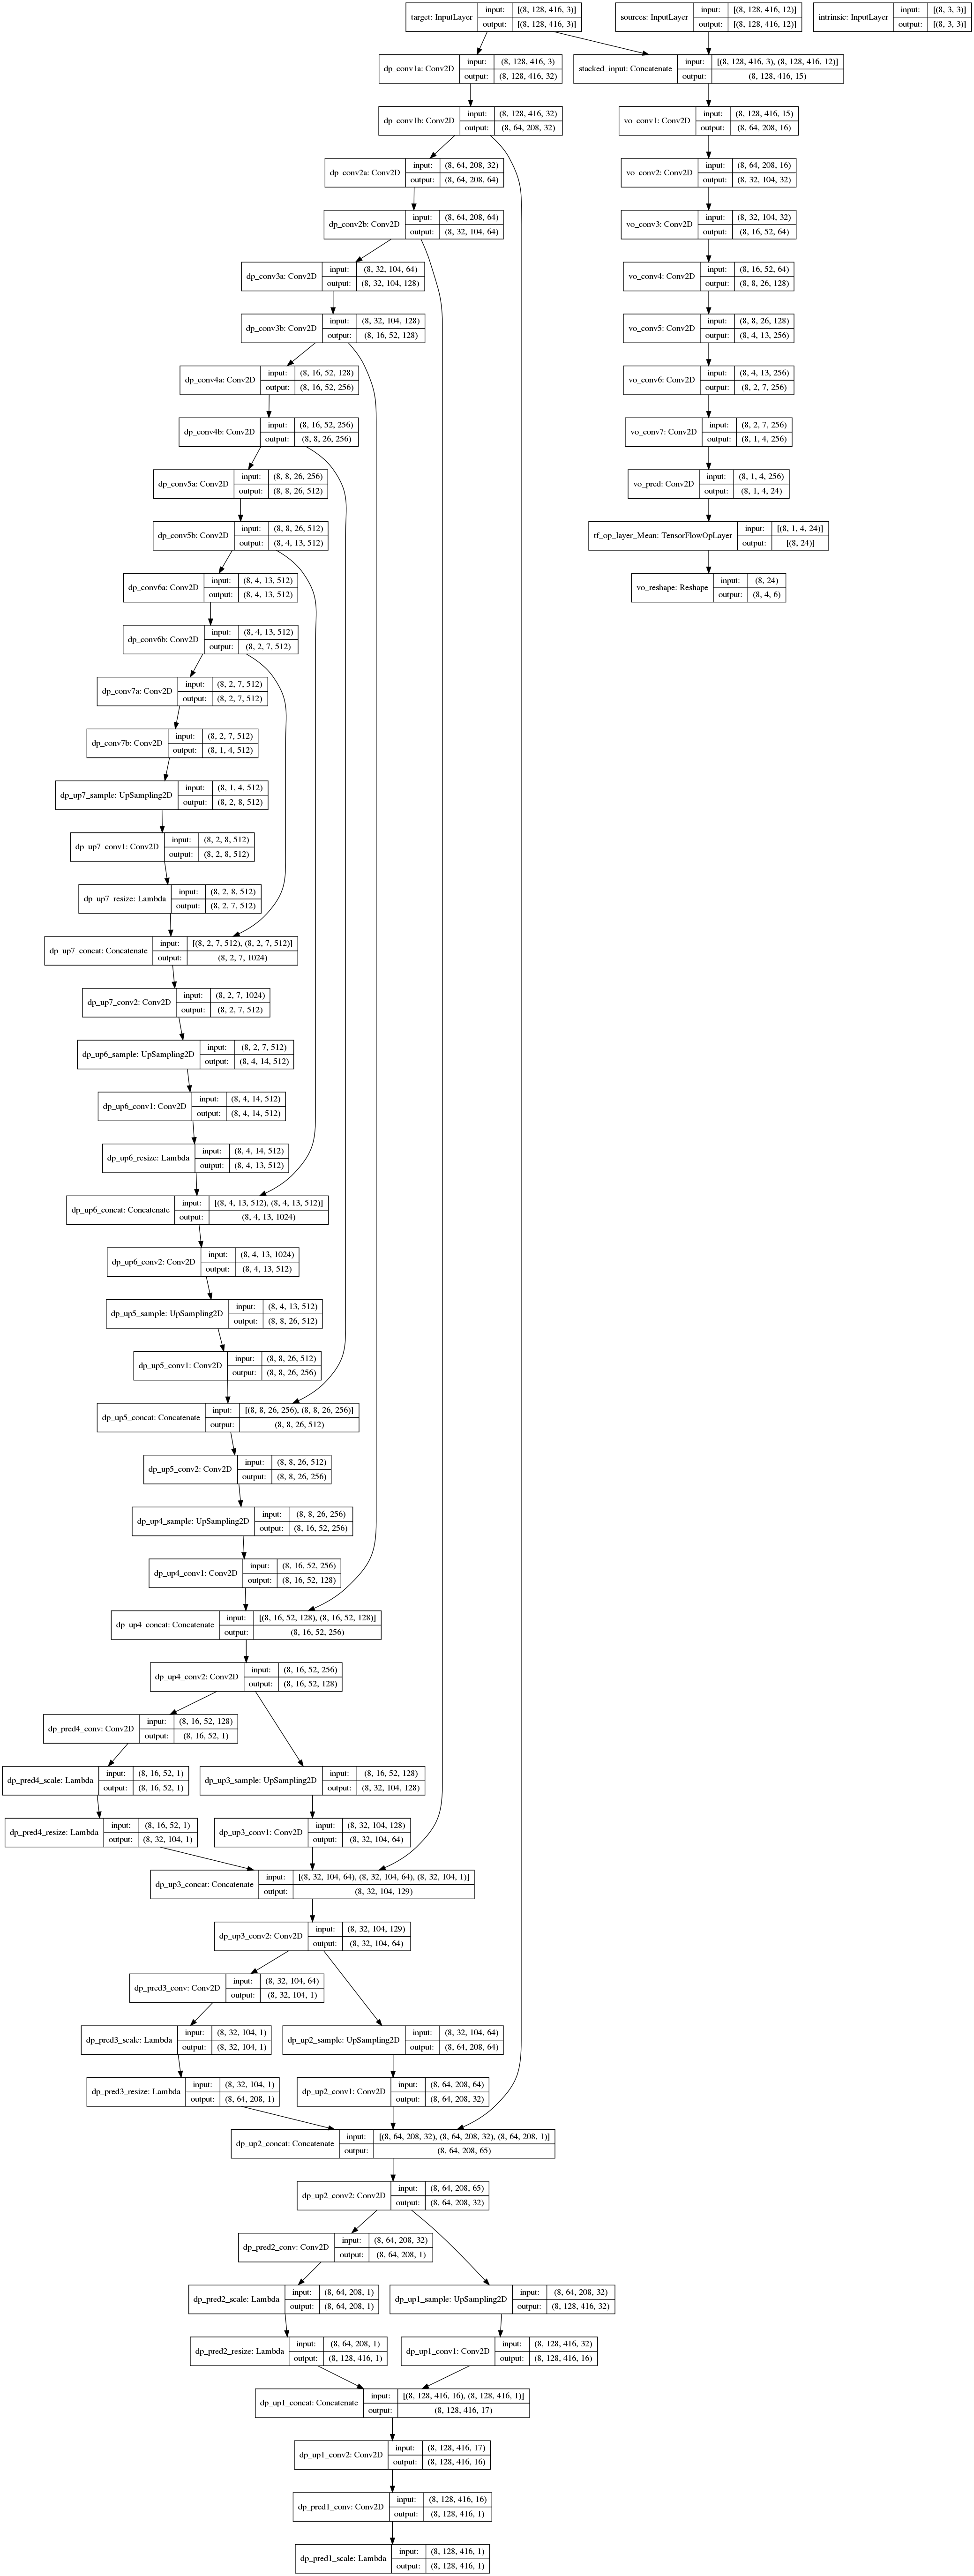 target: InputLayer
input: [(8, 128, 416, 3)]
output: [(8, 128, 416, 3)]
sources: InputLayer
input: [(8, 128, 416, 12)]
output: [(8, 128, 416, 12)]
intrinsic: InputLayer
input: [(8, 3, 3)]
output: [(8, 3, 3)]
dp_conv1a: Conv2D
input: (8, 128, 416, 3)
output: (8, 128, 416, 32)
stacked_input: Concatenate
input: [(8, 128, 416, 3), (8, 128, 416, 12)]
output: (8, 128, 416, 15)
dp_conv1b: Conv2D
input: (8, 128, 416, 32)
output: (8, 64, 208, 32)
vo_conv1: Conv2D
input: (8, 128, 416, 15)
output: (8, 64, 208, 16)
dp_conv2a: Conv2D
input: (8, 64, 208, 32)
output: (8, 64, 208, 64)
vo_conv2: Conv2D
input: (8, 64, 208, 16)
output: (8, 32, 104, 32)
dp_conv2b: Conv2D
input: (8, 64, 208, 64)
output: (8, 32, 104, 64)
vo_conv3: Conv2D
input: (8, 32, 104, 32)
output: (8, 16, 52, 64)
dp_conv3a: Conv2D
input: (8, 32, 104, 64)
output: (8, 32, 104, 128)
vo_conv4: Conv2D
input: (8, 16, 52, 64)
output: (8, 8, 26, 128)
dp_conv3b: Conv2D
input: (8, 32, 104, 128)
output: (8, 16, 52, 128)
vo_conv5: Conv2D
input: (8, 8, 26, 128)
output: (8, 4, 13, 256)
dp_conv4a: Conv2D
input: (8, 16, 52, 128)
output: (8, 16, 52, 256)
vo_conv6: Conv2D
input: (8, 4, 13, 256)
output: (8, 2, 7, 256)
dp_conv4b: Conv2D
input: (8, 16, 52, 256)
output: (8, 8, 26, 256)
vo_conv7: Conv2D
input: (8, 2, 7, 256)
output: (8, 1, 4, 256)
dp_conv5a: Conv2D
input: (8, 8, 26, 256)
output: (8, 8, 26, 512)
vo_pred: Conv2D
input: (8, 1, 4, 256)
output: (8, 1, 4, 24)
dp_conv5b: Conv2D
input: (8, 8, 26, 512)
output: (8, 4, 13, 512)
tf_op_layer_Mean: TensorFlowOpLayer
input: [(8, 1, 4, 24)]
output: [(8, 24)]
dp_conv6a: Conv2D
input: (8, 4, 13, 512)
output: (8, 4, 13, 512)
vo_reshape: Reshape
input: (8, 24)
output: (8, 4, 6)
dp_conv6b: Conv2D
input: (8, 4, 13, 512)
output: (8, 2, 7, 512)
dp_conv7a: Conv2D
input: (8, 2, 7, 512)
output: (8, 2, 7, 512)
dp_conv7b: Conv2D
input: (8, 2, 7, 512)
output: (8, 1, 4, 512)
dp_up7_sample: UpSampling2D
input: (8, 1, 4, 512)
output: (8, 2, 8, 512)
dp_up7_conv1: Conv2D
input: (8, 2, 8, 512)
output: (8, 2, 8, 512)
dp_up7_resize: Lambda
input: (8, 2, 8, 512)
output: (8, 2, 7, 512)
dp_up7_concat: Concatenate
input: [(8, 2, 7, 512), (8, 2, 7, 512)]
output: (8, 2, 7, 1024)
dp_up7_conv2: Conv2D
input: (8, 2, 7, 1024)
output: (8, 2, 7, 512)
dp_up6_sample: UpSampling2D
input: (8, 2, 7, 512)
output: (8, 4, 14, 512)
dp_up6_conv1: Conv2D
input: (8, 4, 14, 512)
output: (8, 4, 14, 512)
dp_up6_resize: Lambda
input: (8, 4, 14, 512)
output: (8, 4, 13, 512)
dp_up6_concat: Concatenate
input: [(8, 4, 13, 512), (8, 4, 13, 512)]
output: (8, 4, 13, 1024)
dp_up6_conv2: Conv2D
input: (8, 4, 13, 1024)
output: (8, 4, 13, 512)
dp_up5_sample: UpSampling2D
input: (8, 4, 13, 512)
output: (8, 8, 26, 512)
dp_up5_conv1: Conv2D
input: (8, 8, 26, 512)
output: (8, 8, 26, 256)
dp_up5_concat: Concatenate
input: [(8, 8, 26, 256), (8, 8, 26, 256)]
output: (8, 8, 26, 512)
dp_up5_conv2: Conv2D
input: (8, 8, 26, 512)
output: (8, 8, 26, 256)
dp_up4_sample: UpSampling2D
input: (8, 8, 26, 256)
output: (8, 16, 52, 256)
dp_up4_conv1: Conv2D
input: (8, 16, 52, 256)
output: (8, 16, 52, 128)
dp_up4_concat: Concatenate
input: [(8, 16, 52, 128), (8, 16, 52, 128)]
output: (8, 16, 52, 256)
dp_up4_conv2: Conv2D
input: (8, 16, 52, 256)
output: (8, 16, 52, 128)
dp_pred4_conv: Conv2D
input: (8, 16, 52, 128)
output: (8, 16, 52, 1)
dp_pred4_scale: Lambda
input: (8, 16, 52, 1)
output: (8, 16, 52, 1)
dp_up3_sample: UpSampling2D
input: (8, 16, 52, 128)
output: (8, 32, 104, 128)
dp_pred4_resize: Lambda
input: (8, 16, 52, 1)
output: (8, 32, 104, 1)
dp_up3_conv1: Conv2D
input: (8, 32, 104, 128)
output: (8, 32, 104, 64)
dp_up3_concat: Concatenate
input: [(8, 32, 104, 64), (8, 32, 104, 64), (8, 32, 104, 1)]
output: (8, 32, 104, 129)
dp_up3_conv2: Conv2D
input: (8, 32, 104, 129)
output: (8, 32, 104, 64)
dp_pred3_conv: Conv2D
input: (8, 32, 104, 64)
output: (8, 32, 104, 1)
dp_pred3_scale: Lambda
input: (8, 32, 104, 1)
output: (8, 32, 104, 1)
dp_up2_sample: UpSampling2D
input: (8, 32, 104, 64)
output: (8, 64, 208, 64)
dp_pred3_resize: Lambda
input: (8, 32, 104, 1)
output: (8, 64, 208, 1)
dp_up2_conv1: Conv2D
input: (8, 64, 208, 64)
output: (8, 64, 208, 32)
dp_up2_concat: Concatenate
input: [(8, 64, 208, 32), (8, 64, 208, 32), (8, 64, 208, 1)]
output: (8, 64, 208, 65)
dp_up2_conv2: Conv2D
input: (8, 64, 208, 65)
output: (8, 64, 208, 32)
dp_pred2_conv: Conv2D
input: (8, 64, 208, 32)
output: (8, 64, 208, 1)
dp_pred2_scale: Lambda
input: (8, 64, 208, 1)
output: (8, 64, 208, 1)
dp_up1_sample: UpSampling2D
input: (8, 64, 208, 32)
output: (8, 128, 416, 32)
dp_pred2_resize: Lambda
input: (8, 64, 208, 1)
output: (8, 128, 416, 1)
dp_up1_conv1: Conv2D
input: (8, 128, 416, 32)
output: (8, 128, 416, 16)
dp_up1_concat: Concatenate
input: [(8, 128, 416, 16), (8, 128, 416, 1)]
output: (8, 128, 416, 17)
dp_up1_conv2: Conv2D
input: (8, 128, 416, 17)
output: (8, 128, 416, 16)
dp_pred1_conv: Conv2D
input: (8, 128, 416, 16)
output: (8, 128, 416, 1)
dp_pred1_scale: Lambda
input: (8, 128, 416, 1)
output: (8, 128, 416, 1)